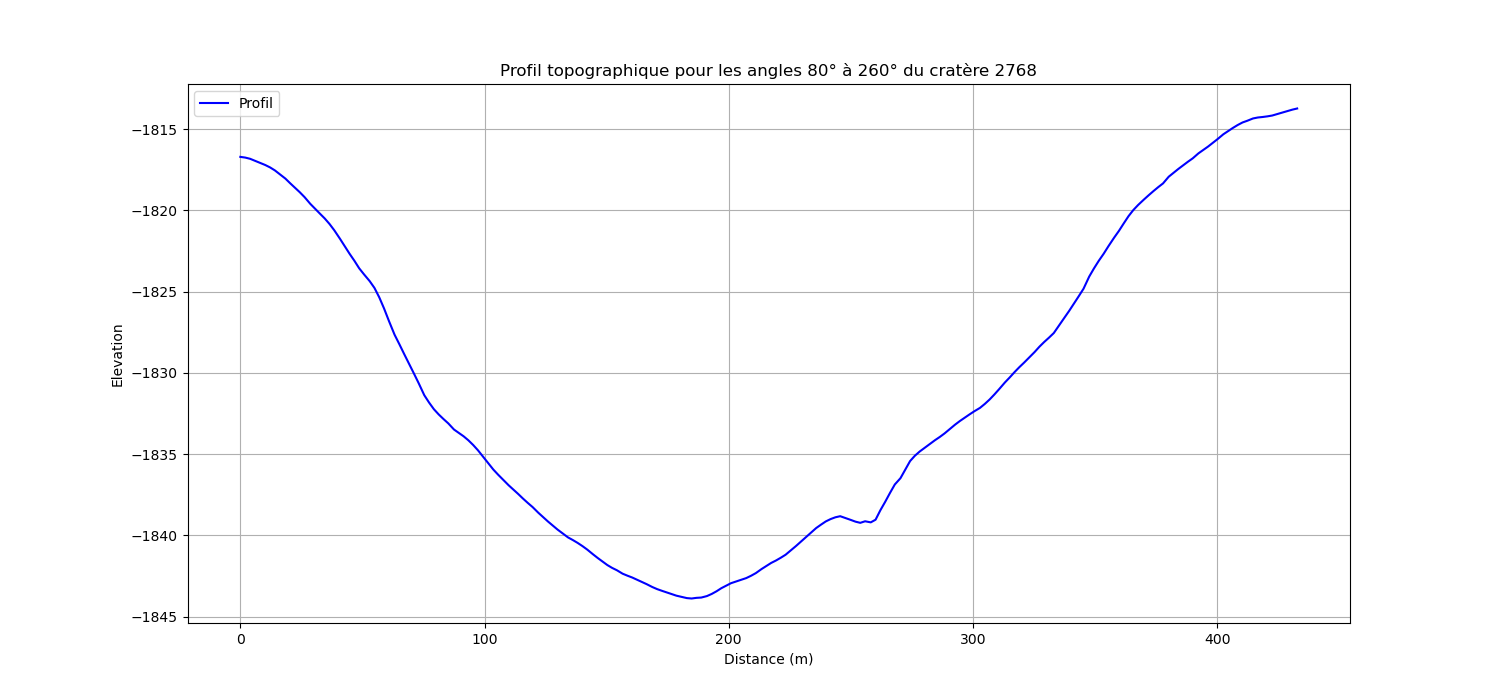 Profil topographique pour les angles 80° à 260° du cratère 2768
Profil
−1815
−1820
−1825
−1830
−1835
−1840
−1845
Elevation
0 100 200 300 400
Distance (m)